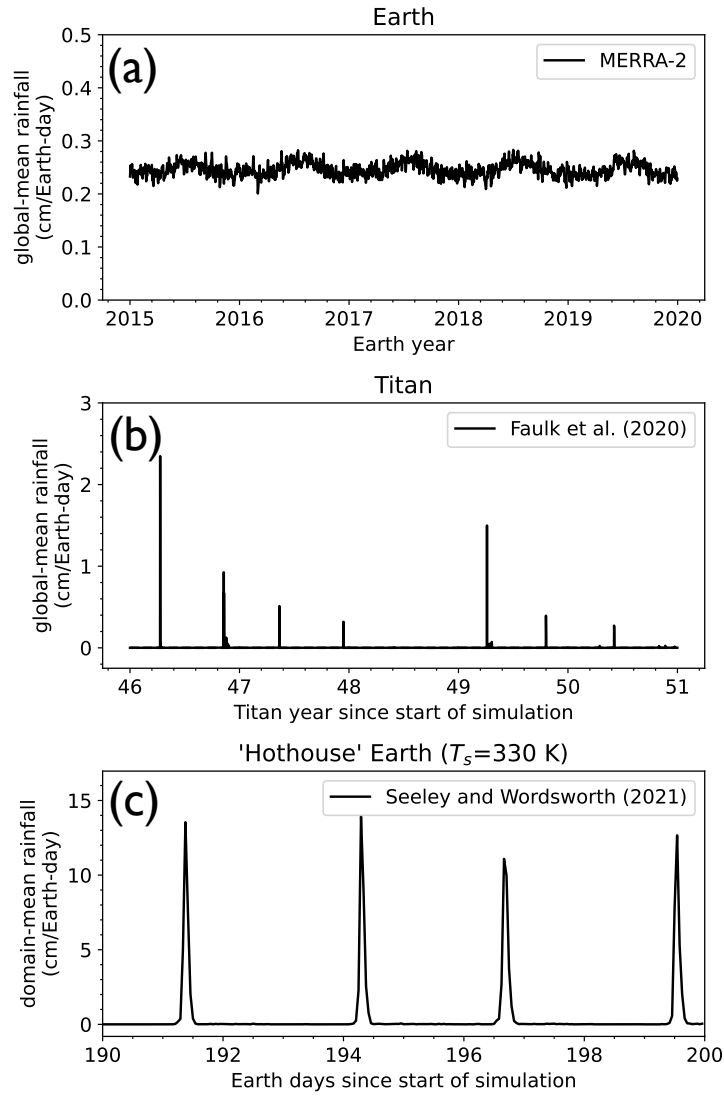 Earth
(a)
MERRA-2
global-mean rainfall
(cm/Earth-day)
0.5
0.4
0.3
0.2
0.1
0.0
2015 2016 2017 2018 2019 2020
Earth year
Titan
(b)
Faulk et al. (2020)
global-mean rainfall
(cm/Earth-day)
3
2
1
0
46 47 48 49 50 51
Titan year since start of simulation
'Hothouse' Earth (Tₛ=330 K)
(c)
Seeley and Wordsworth (2021)
domain-mean rainfall
(cm/Earth-day)
15
10
5
0
190 192 194 196 198 200
Earth days since start of simulation